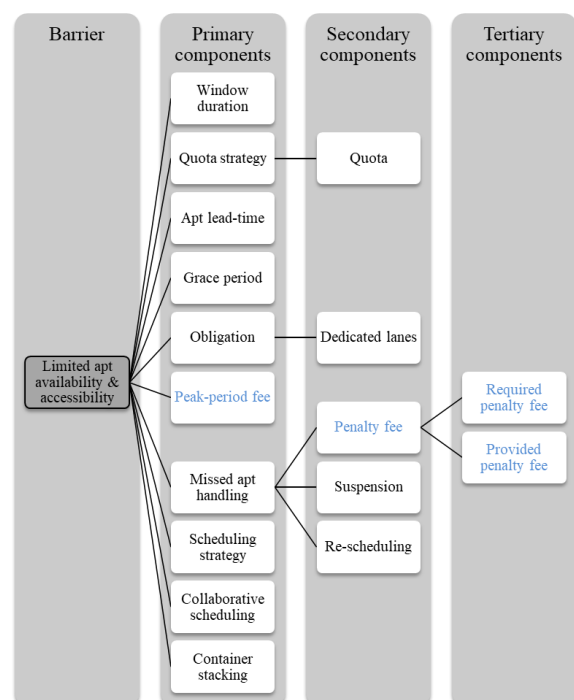 Barrier
Primary
components
Secondary
components
Tertiary
components
Window
duration
Quota strategy
Quota
Apt lead-time
Grace period
Obligation
Dedicated lanes
Limited apt
availability &
accessibility
Peak-period fee
Required
penalty fee
Penalty fee
Provided
penalty fee
Missed apt
handling
Suspension
Scheduling
strategy
Re-scheduling
Collaborative
scheduling
Container
stacking